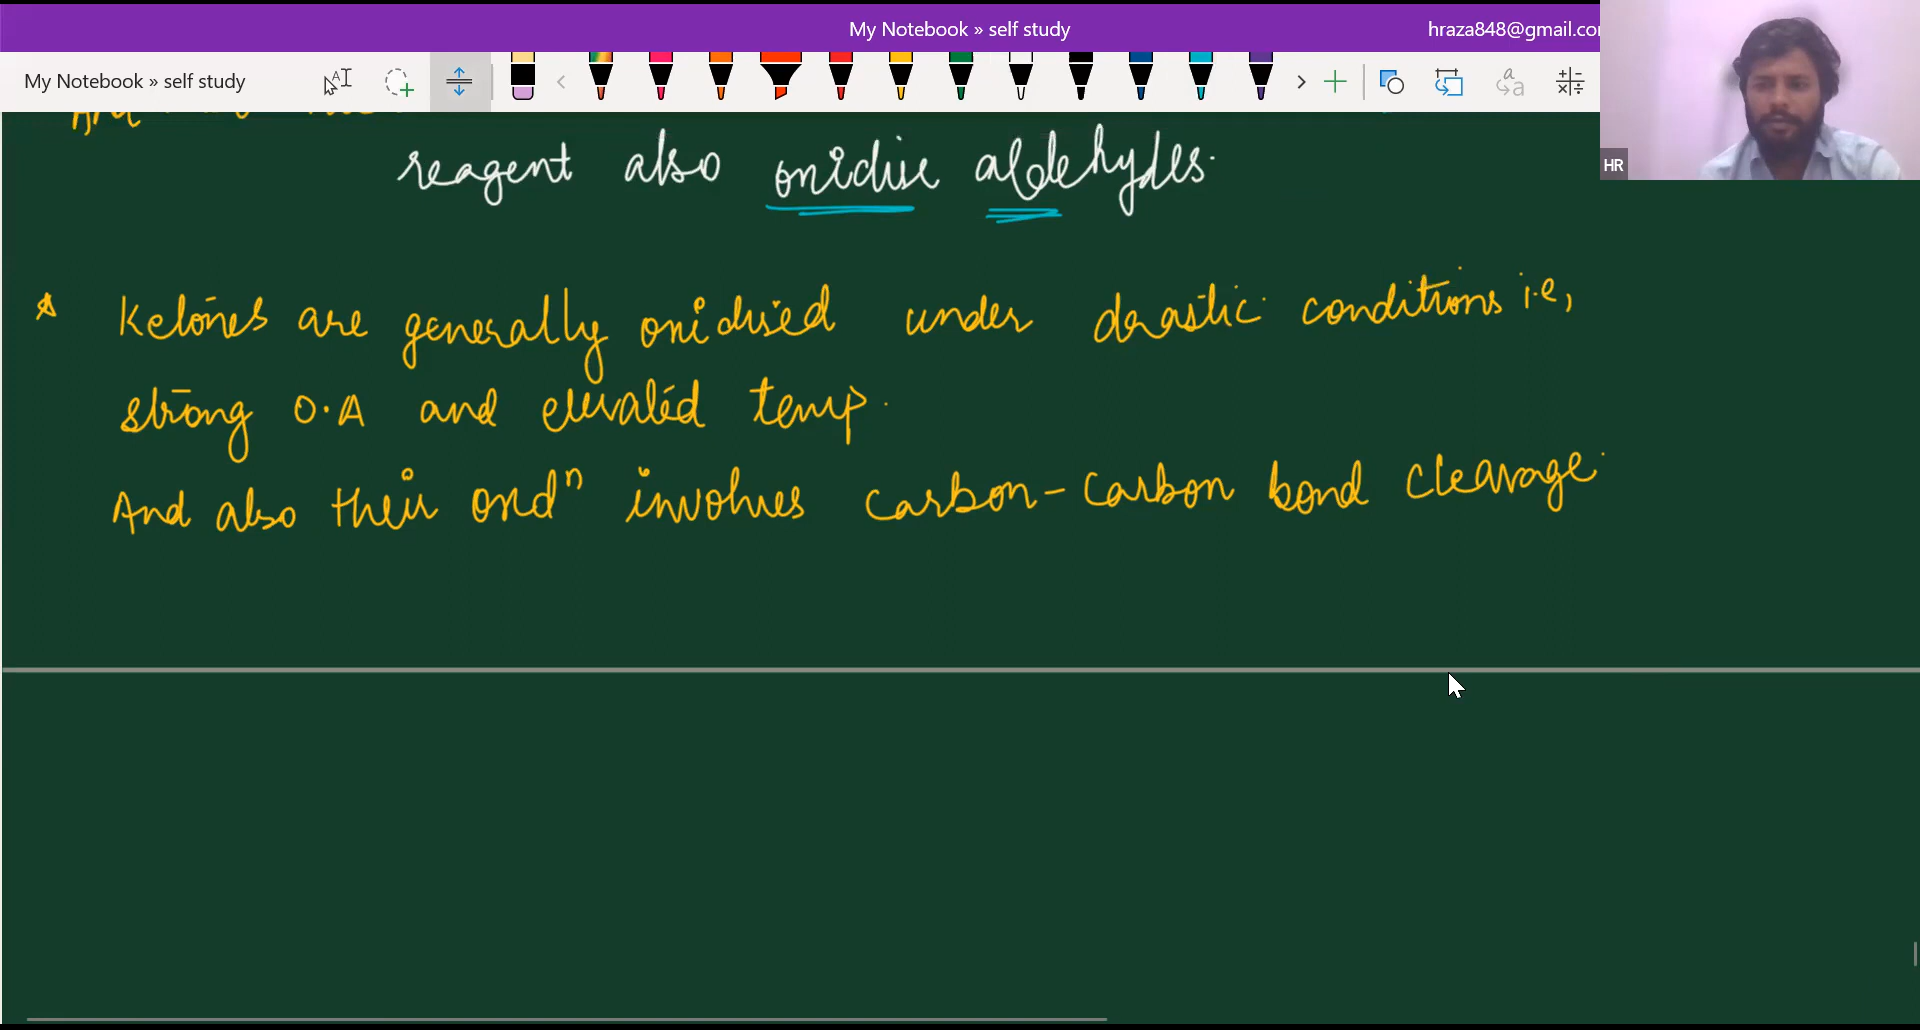 My Notebook » self study
hraza848@gmail.co
My Notebook » self study
HR
reagent also oxidise aldehydes.
* Ketones are generally oxidised under drastic conditions i.e,
strong O.A and elevated temp.
And also their oxdⁿ involves carbon-carbon bond cleavage.